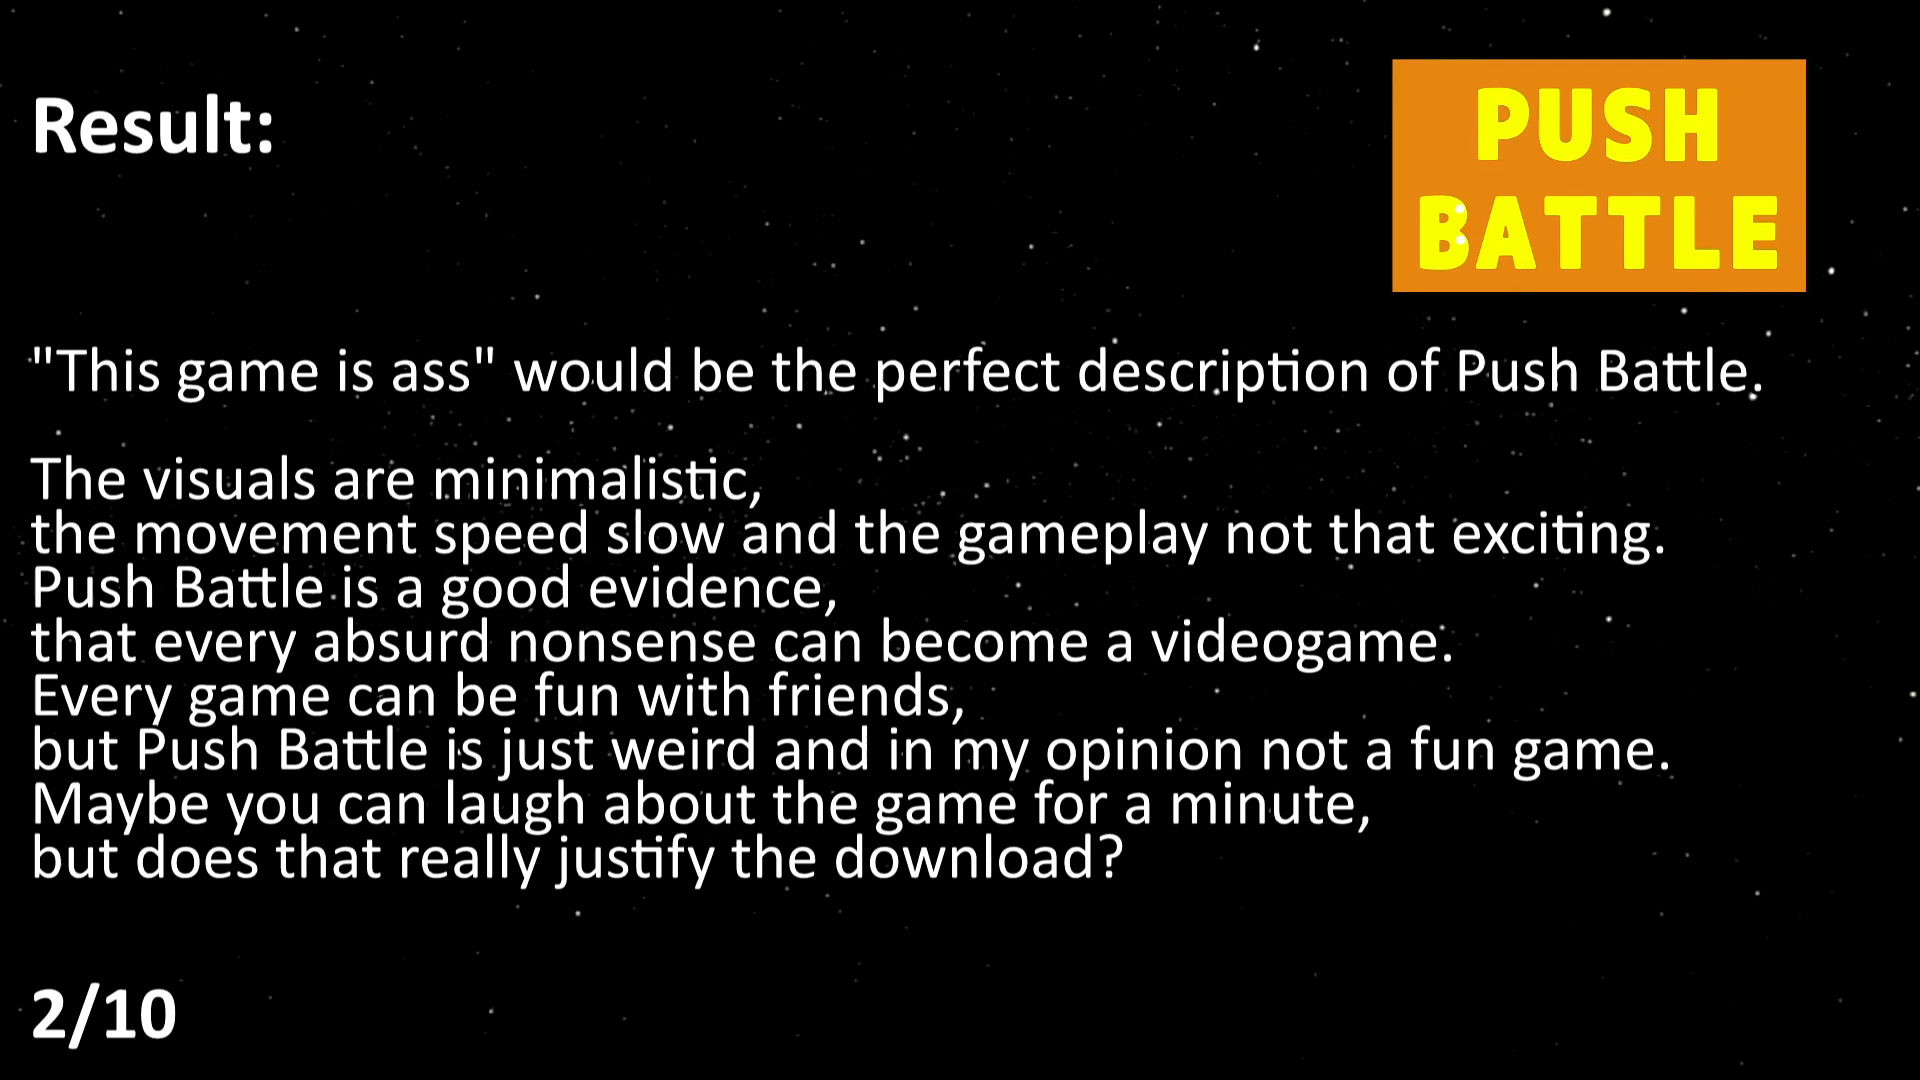 Result:
PUSH
BATTLE
"This game is ass" would be the perfect description of Push Battle.
The visuals are minimalistic,
the movement speed slow and the gameplay not that exciting.
Push Battle is a good evidence,
that every absurd nonsense can become a videogame.
Every game can be fun with friends,
but Push Battle is just weird and in my opinion not a fun game.
Maybe you can laugh about the game for a minute,
but does that really justify the download?
2/10